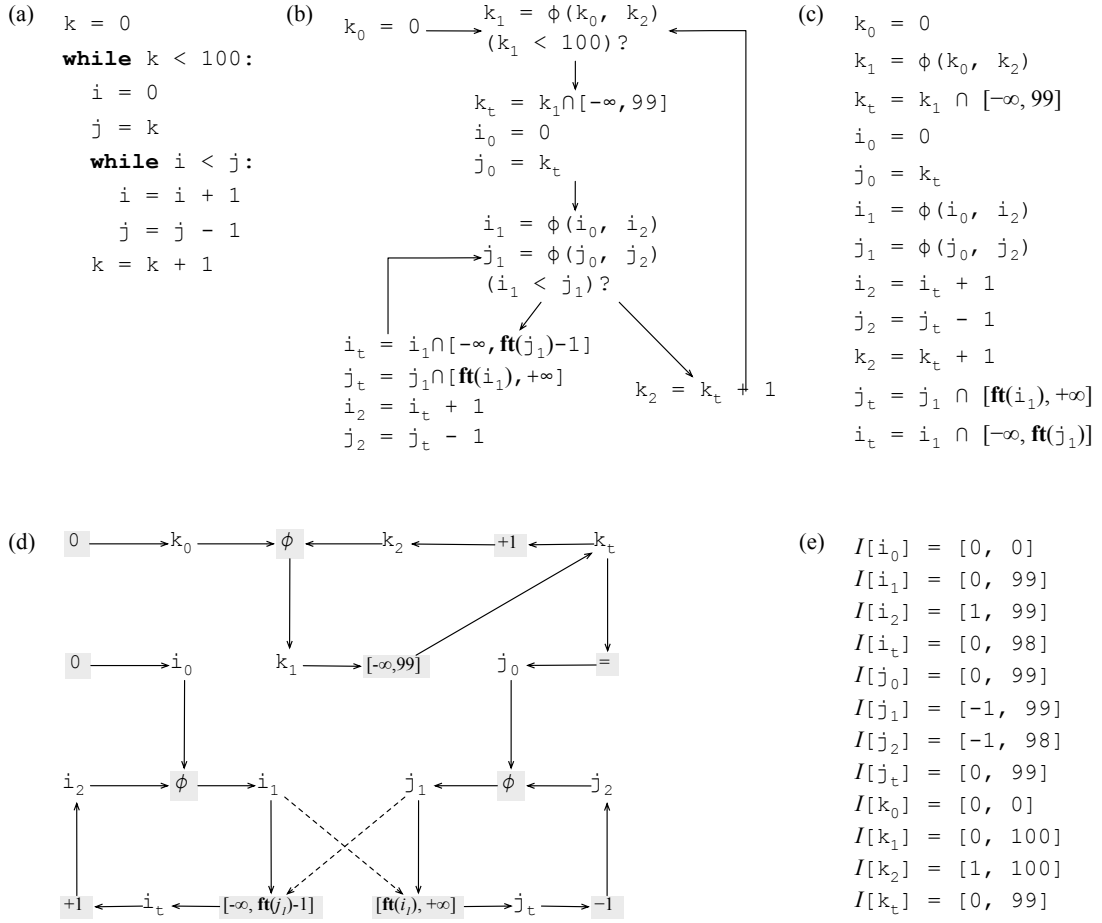 (a)
k = 0
while k < 100:
i = 0
j = k
while i < j:
i = i + 1
j = j - 1
k = k + 1
(b)
k₀ = 0
k₁ = ϕ(k₀, k₂)
(k₁ < 100)?
kₜ = k₁∩[-∞,99]
i₀ = 0
j₀ = kₜ
i₁ = ϕ(i₀, i₂)
j₁ = ϕ(j₀, j₂)
(i₁ < j₁)?
iₜ = i₁∩[-∞,ft(j₁)-1]
jₜ = j₁∩[ft(i₁),+∞]
i₂ = iₜ + 1
j₂ = jₜ - 1
k₂ = kₜ + 1
(c)
k₀ = 0
k₁ = ϕ(k₀, k₂)
kₜ = k₁ ∩ [-∞, 99]
i₀ = 0
j₀ = kₜ
i₁ = ϕ(i₀, i₂)
j₁ = ϕ(j₀, j₂)
i₂ = iₜ + 1
j₂ = jₜ - 1
k₂ = kₜ + 1
jₜ = j₁ ∩ [ft(i₁), +∞]
iₜ = i₁ ∩ [−∞, ft(j₁)]
(d)
0 k₀ ϕ k₂ +1 kₜ
0 i₀ k₁ [-∞,99] j₀ =
i₂ ϕ i₁ j₁ ϕ j₂
+1 iₜ [-∞, ft(j₁)-1] [ft(i₁), +∞] jₜ −1
(e)
I[i₀] = [0, 0]
I[i₁] = [0, 99]
I[i₂] = [1, 99]
I[iₜ] = [0, 98]
I[j₀] = [0, 99]
I[j₁] = [-1, 99]
I[j₂] = [-1, 98]
I[jₜ] = [0, 99]
I[k₀] = [0, 0]
I[k₁] = [0, 100]
I[k₂] = [1, 100]
I[kₜ] = [0, 99]